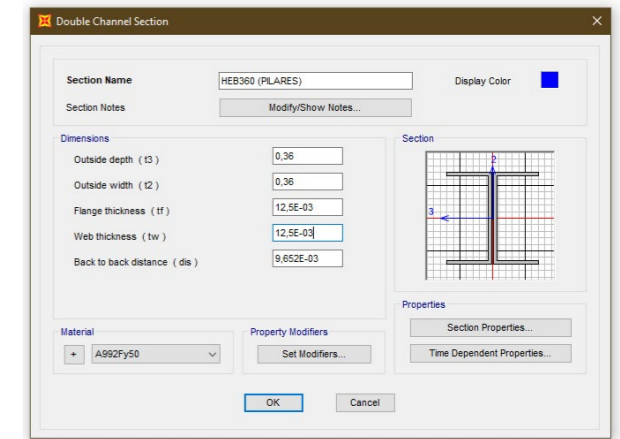 Double Channel Section
Section Name HEB360 (PILARES) Display Color
Section Notes Modify/Show Notes...
Dimensions
Outside depth ( t3 ) 0,36
Outside width ( t2 ) 0,36
Flange thickness ( tf ) 12,5E-03
Web thickness ( tw ) 12,5E-03
Back to back distance ( dis ) 9,652E-03
Section
2
3
Properties
Section Properties...
Time Dependent Properties...
Material
+ A992Fy50
Property Modifiers
Set Modifiers...
OK Cancel